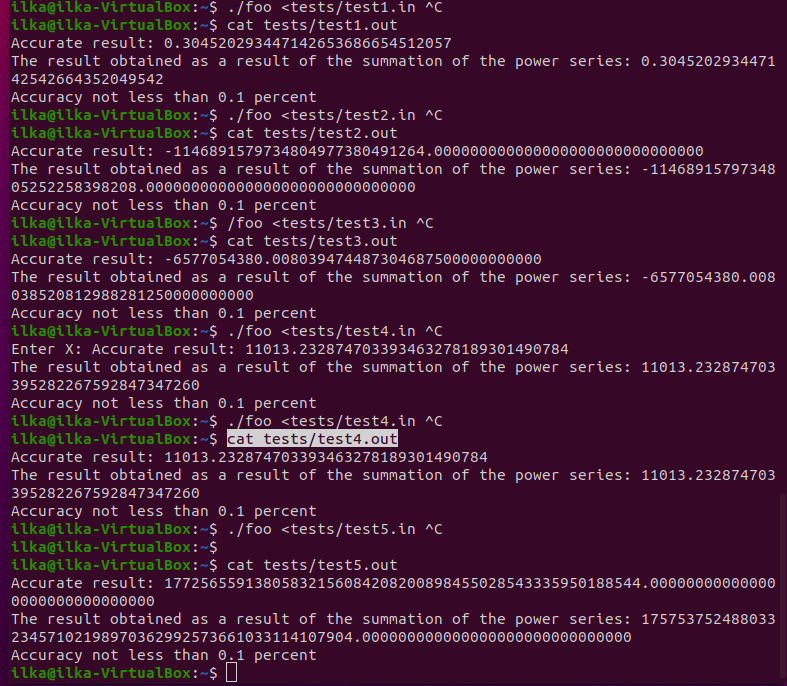 ilka@ilka-VirtualBox:~$ ./foo <tests/test1.in ^C
ilka@ilka-VirtualBox:~$ cat tests/test1.out
Accurate result: 0.304520293447142653686654512057
The result obtained as a result of the summation of the power series: 0.3045202934471
42542664352049542
Accuracy not less than 0.1 percent
ilka@ilka-VirtualBox:~$ ./foo <tests/test2.in ^C
ilka@ilka-VirtualBox:~$ cat tests/test2.out
Accurate result: -1146891579734804977380491264.000000000000000000000000000000
The result obtained as a result of the summation of the power series: -11468915797348
05252258398208.000000000000000000000000000000
Accuracy not less than 0.1 percent
ilka@ilka-VirtualBox:~$ /foo <tests/test3.in ^C
ilka@ilka-VirtualBox:~$ cat tests/test3.out
Accurate result: -6577054380.008039474487304687500000000000
The result obtained as a result of the summation of the power series: -6577054380.008
038520812988281250000000000
Accuracy not less than 0.1 percent
ilka@ilka-VirtualBox:~$ ./foo <tests/test4.in ^C
Enter X: Accurate result: 11013.232874703393463278189301490784
The result obtained as a result of the summation of the power series: 11013.232874703
395282267592847347260
Accuracy not less than 0.1 percent
ilka@ilka-VirtualBox:~$ ./foo <tests/test4.in ^C
ilka@ilka-VirtualBox:~$ cat tests/test4.out
Accurate result: 11013.232874703393463278189301490784
The result obtained as a result of the summation of the power series: 11013.232874703
395282267592847347260
Accuracy not less than 0.1 percent
ilka@ilka-VirtualBox:~$ ./foo <tests/test5.in ^C
ilka@ilka-VirtualBox:~$
ilka@ilka-VirtualBox:~$ cat tests/test5.out
Accurate result: 17725655913805832156084208200898455028543335950188544.00000000000000
0000000000000000
The result obtained as a result of the summation of the power series: 175753752488033
23457102198970362992573661033114107904.000000000000000000000000000000
Accuracy not less than 0.1 percent
ilka@ilka-VirtualBox:~$